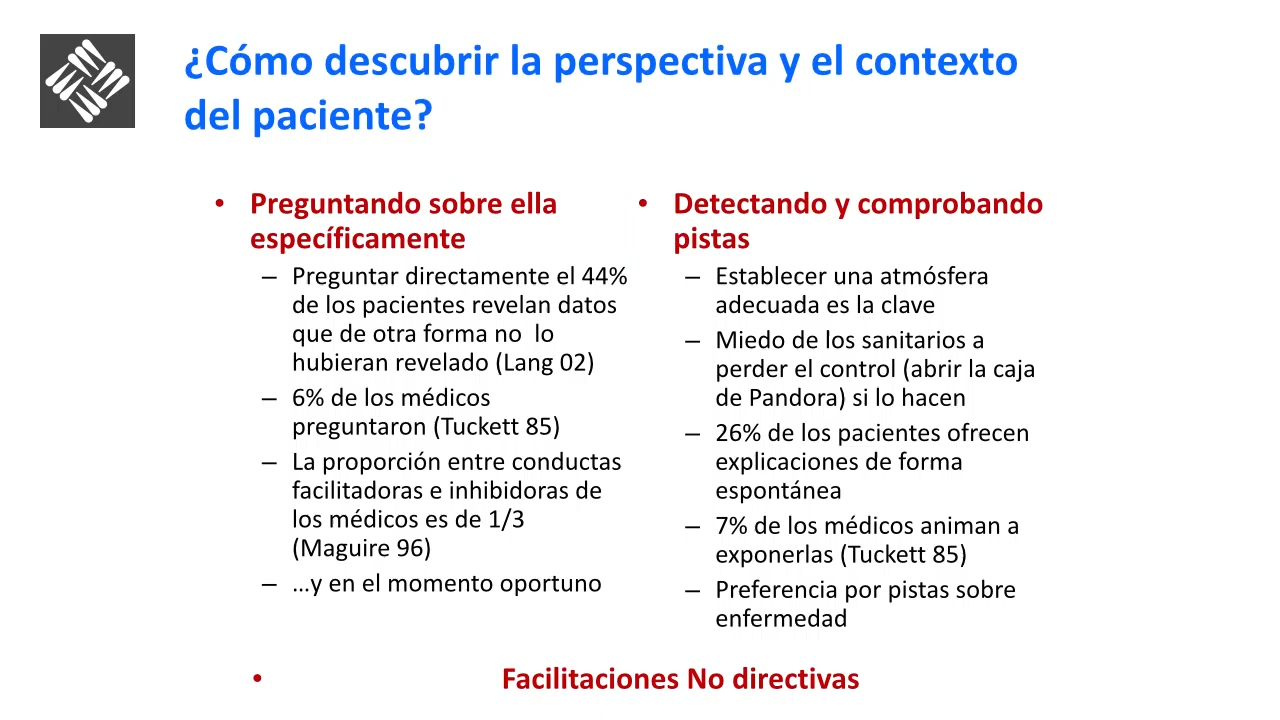 ¿Cómo descubrir la perspectiva y el contexto
del paciente?
• Preguntando sobre ella
específicamente
– Preguntar directamente el 44%
de los pacientes revelan datos
que de otra forma no lo
hubieran revelado (Lang 02)
– 6% de los médicos
preguntaron (Tuckett 85)
– La proporción entre conductas
facilitadoras e inhibidoras de
los médicos es de 1/3
(Maguire 96)
– ...y en el momento oportuno
• Detectando y comprobando
pistas
– Establecer una atmósfera
adecuada es la clave
– Miedo de los sanitarios a
perder el control (abrir la caja
de Pandora) si lo hacen
– 26% de los pacientes ofrecen
explicaciones de forma
espontánea
– 7% de los médicos animan a
exponerlas (Tuckett 85)
– Preferencia por pistas sobre
enfermedad
• Facilitaciones No directivas